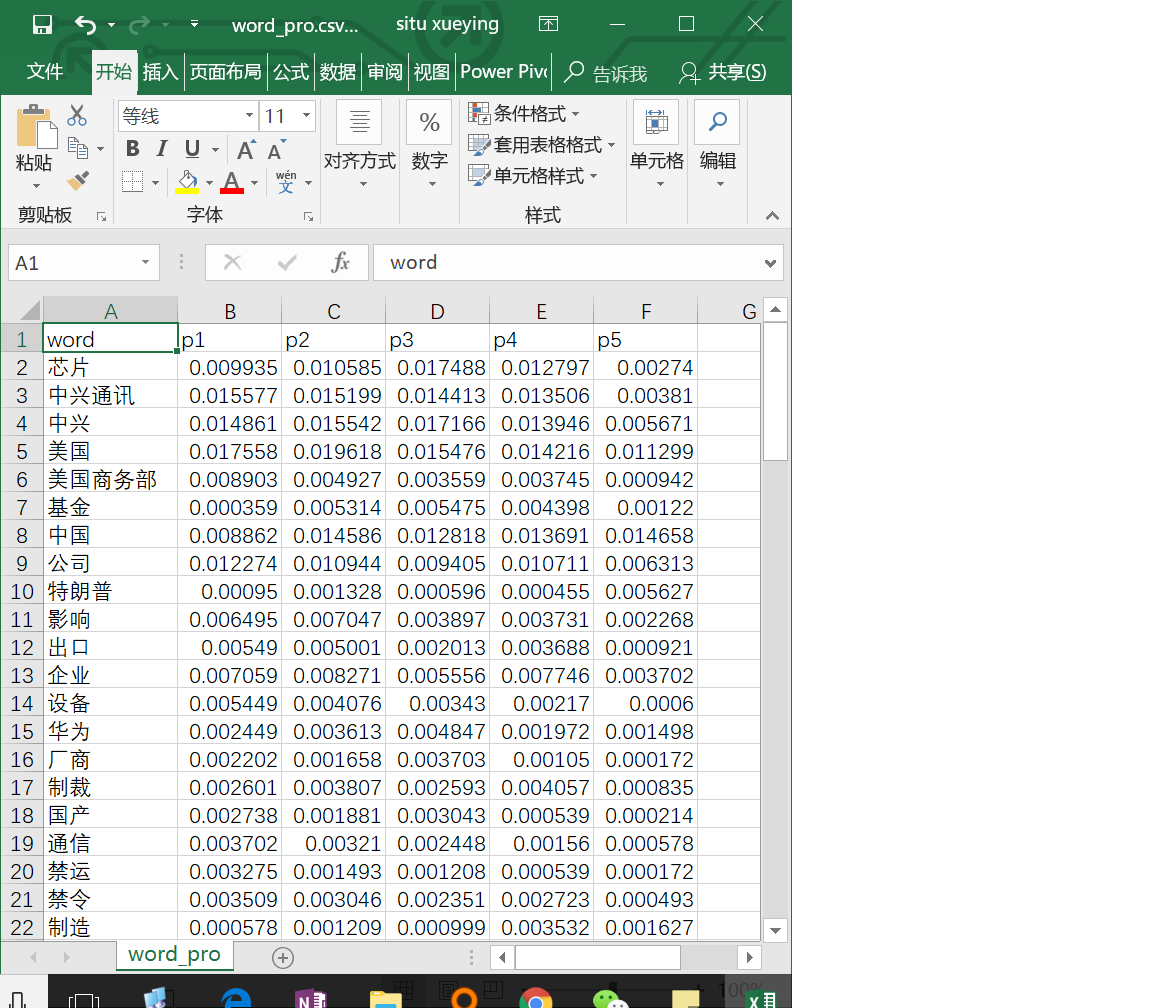 word_pro.csv... situ xueying
文件 开始 插入 页面布局 公式 数据 审阅 视图 Power Piv 告诉我 共享(S)
等线 11 条件格式
B I U A A % 套用表格格式
粘贴 wén 文 A 对齐方式 数字 单元格样式 单元格 编辑
剪贴板 字体 样式
A1 fx word
A B C D E F G
1 word p1 p2 p3 p4 p5
2 芯片 0.009935 0.010585 0.017488 0.012797 0.00274
3 中兴通讯 0.015577 0.015199 0.014413 0.013506 0.00381
4 中兴 0.014861 0.015542 0.017166 0.013946 0.005671
5 美国 0.017558 0.019618 0.015476 0.014216 0.011299
6 美国商务部 0.008903 0.004927 0.003559 0.003745 0.000942
7 基金 0.000359 0.005314 0.005475 0.004398 0.00122
8 中国 0.008862 0.014586 0.012818 0.013691 0.014658
9 公司 0.012274 0.010944 0.009405 0.010711 0.006313
10 特朗普 0.00095 0.001328 0.000596 0.000455 0.005627
11 影响 0.006495 0.007047 0.003897 0.003731 0.002268
12 出口 0.00549 0.005001 0.002013 0.003688 0.000921
13 企业 0.007059 0.008271 0.005556 0.007746 0.003702
14 设备 0.005449 0.004076 0.00343 0.00217 0.0006
15 华为 0.002449 0.003613 0.004847 0.001972 0.001498
16 厂商 0.002202 0.001658 0.003703 0.00105 0.000172
17 制裁 0.002601 0.003807 0.002593 0.004057 0.000835
18 国产 0.002738 0.001881 0.003043 0.000539 0.000214
19 通信 0.003702 0.00321 0.002448 0.00156 0.000578
20 禁运 0.003275 0.001493 0.001208 0.000539 0.000172
21 禁令 0.003509 0.003046 0.002351 0.002723 0.000493
22 制造 0.000578 0.001209 0.000999 0.003532 0.001627
word_pro
100%